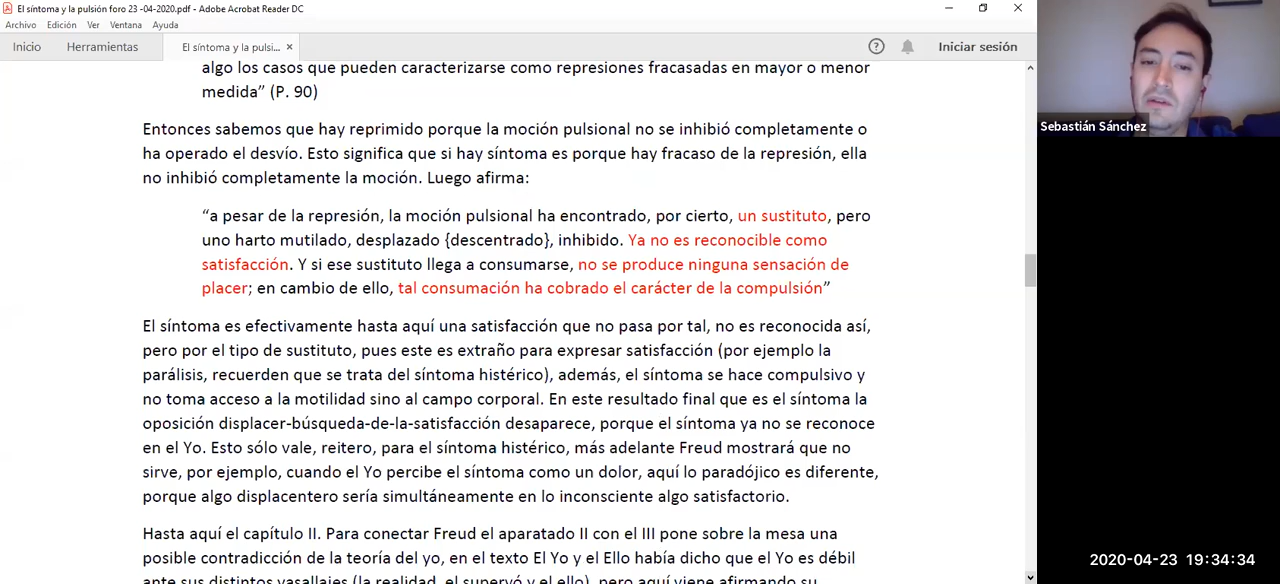 El síntoma y la pulsión foro 23 -04-2020.pdf - Adobe Acrobat Reader DC
Archivo Edición Ver Ventana Ayuda
Inicio Herramientas El síntoma y la pulsi... × Iniciar sesión
algo los casos que pueden caracterizarse como represiones fracasadas en mayor o menor
medida” (P. 90)
Sebastián Sánchez
Entonces sabemos que hay reprimido porque la moción pulsional no se inhibió completamente o
ha operado el desvío. Esto significa que si hay síntoma es porque hay fracaso de la represión, ella
no inhibió completamente la moción. Luego afirma:
“a pesar de la represión, la moción pulsional ha encontrado, por cierto, un sustituto, pero
uno harto mutilado, desplazado {descentrado}, inhibido. Ya no es reconocible como
satisfacción. Y si ese sustituto llega a consumarse, no se produce ninguna sensación de
placer; en cambio de ello, tal consumación ha cobrado el carácter de la compulsión”
El síntoma es efectivamente hasta aquí una satisfacción que no pasa por tal, no es reconocida así,
pero por el tipo de sustituto, pues este es extraño para expresar satisfacción (por ejemplo la
parálisis, recuerden que se trata del síntoma histérico), además, el síntoma se hace compulsivo y
no toma acceso a la motilidad sino al campo corporal. En este resultado final que es el síntoma la
oposición displacer-búsqueda-de-la-satisfacción desaparece, porque el síntoma ya no se reconoce
en el Yo. Esto sólo vale, reitero, para el síntoma histérico, más adelante Freud mostrará que no
sirve, por ejemplo, cuando el Yo percibe el síntoma como un dolor, aquí lo paradójico es diferente,
porque algo displacentero sería simultáneamente en lo inconsciente algo satisfactorio.
Hasta aquí el capítulo II. Para conectar Freud el aparatado II con el III pone sobre la mesa una
posible contradicción de la teoría del yo, en el texto El Yo y el Ello había dicho que el Yo es débil
ante sus distintos vasallajes (la realidad, el superyó y el ello), pero aquí viene afirmando su
2020-04-23 19:34:34